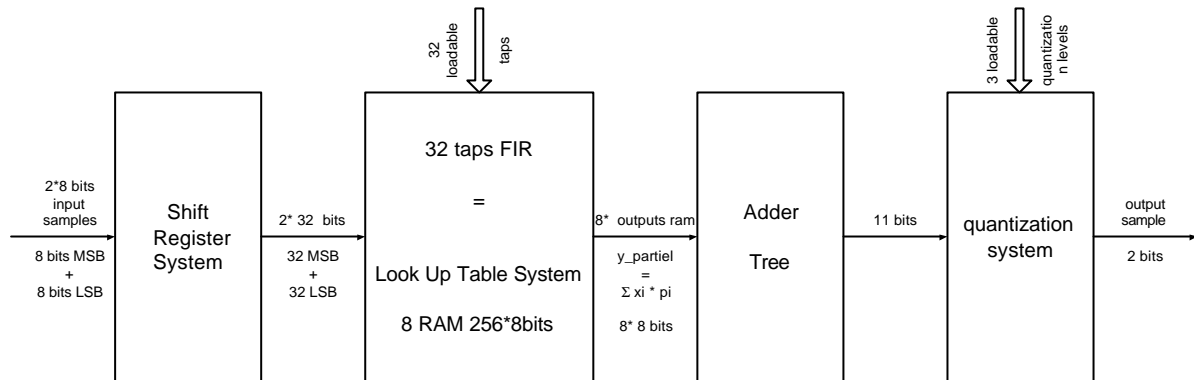 32
loadable
taps
3 loadable
quantizatio
n levels
2*8 bits
input
samples
8 bits MSB
+
8 bits LSB
Shift
Register
System
2* 32 bits
32 MSB
+
32 LSB
32 taps FIR
=
Look Up Table System
8 RAM 256*8bits
8* outputs ram
y_partiel
=
Σ xi * pi
8* 8 bits
Adder
Tree
11 bits
quantization
system
output
sample
2 bits